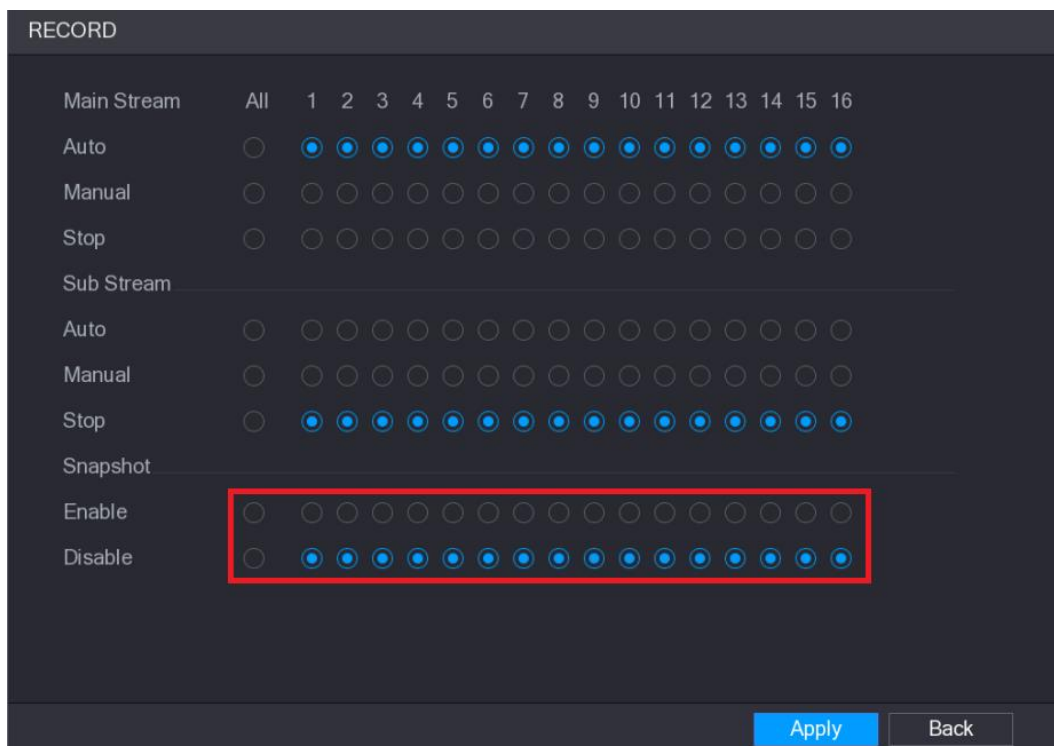 RECORD
Main Stream All 1 2 3 4 5 6 7 8 9 10 11 12 13 14 15 16
Auto
Manual
Stop
Sub Stream
Auto
Manual
Stop
Snapshot
Enable
Disable
Apply Back